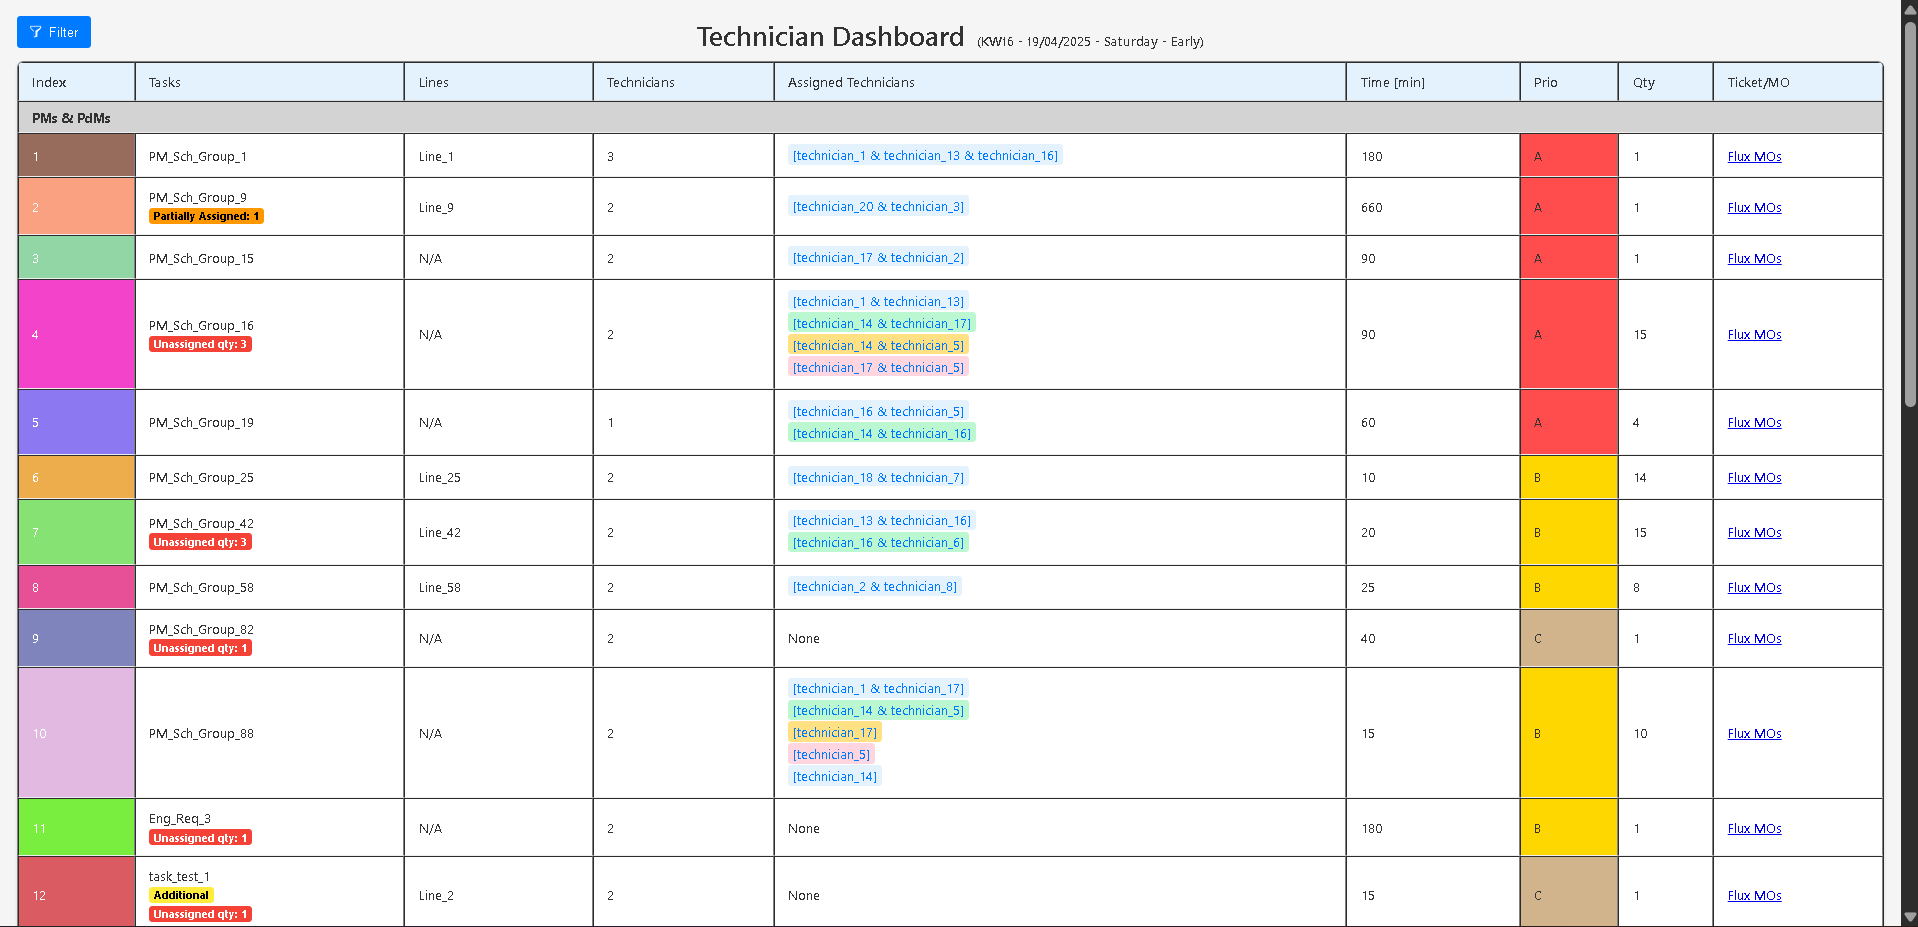 Filter
Technician Dashboard (KW16 - 19/04/2025 - Saturday - Early)
Index Tasks Lines Technicians Assigned Technicians Time [min] Prio Qty Ticket/MO
PMs & PdMs
1 PM_Sch_Group_1 Line_1 3 [technician_1 & technician_13 & technician_16] 180 A 1 Flux MOs
PM_Sch_Group_9
2 Partially Assigned: 1 Line_9 2 [technician_20 & technician_3] 660 A 1 Flux MOs
3 PM_Sch_Group_15 N/A 2 [technician_17 & technician_2] 90 A 1 Flux MOs
[technician_1 & technician_13]
PM_Sch_Group_16 [technician_14 & technician_17]
4 N/A 2 90 A 15 Flux MOs
Unassigned qty: 3 [technician_14 & technician_5]
[technician_17 & technician_5]
[technician_16 & technician_5]
5 PM_Sch_Group_19 N/A 1 60 A 4 Flux MOs
[technician_14 & technician_16]
6 PM_Sch_Group_25 Line_25 2 [technician_18 & technician_7] 10 B 14 Flux MOs
PM_Sch_Group_42 [technician_13 & technician_16]
7 Line_42 2 20 B 15 Flux MOs
Unassigned qty: 3 [technician_16 & technician_6]
8 PM_Sch_Group_58 Line_58 2 [technician_2 & technician_8] 25 B 8 Flux MOs
PM_Sch_Group_82
9 N/A 2 None 40 C 1 Flux MOs
Unassigned qty: 1
[technician_1 & technician_17]
[technician_14 & technician_5]
10 PM_Sch_Group_88 N/A 2 [technician_17] 15 B 10 Flux MOs
[technician_5]
[technician_14]
Eng_Req_3
11 N/A 2 None 180 B 1 Flux MOs
Unassigned qty: 1
task_test_1
12 Additional Line_2 2 None 15 C 1 Flux MOs
Unassigned qty: 1